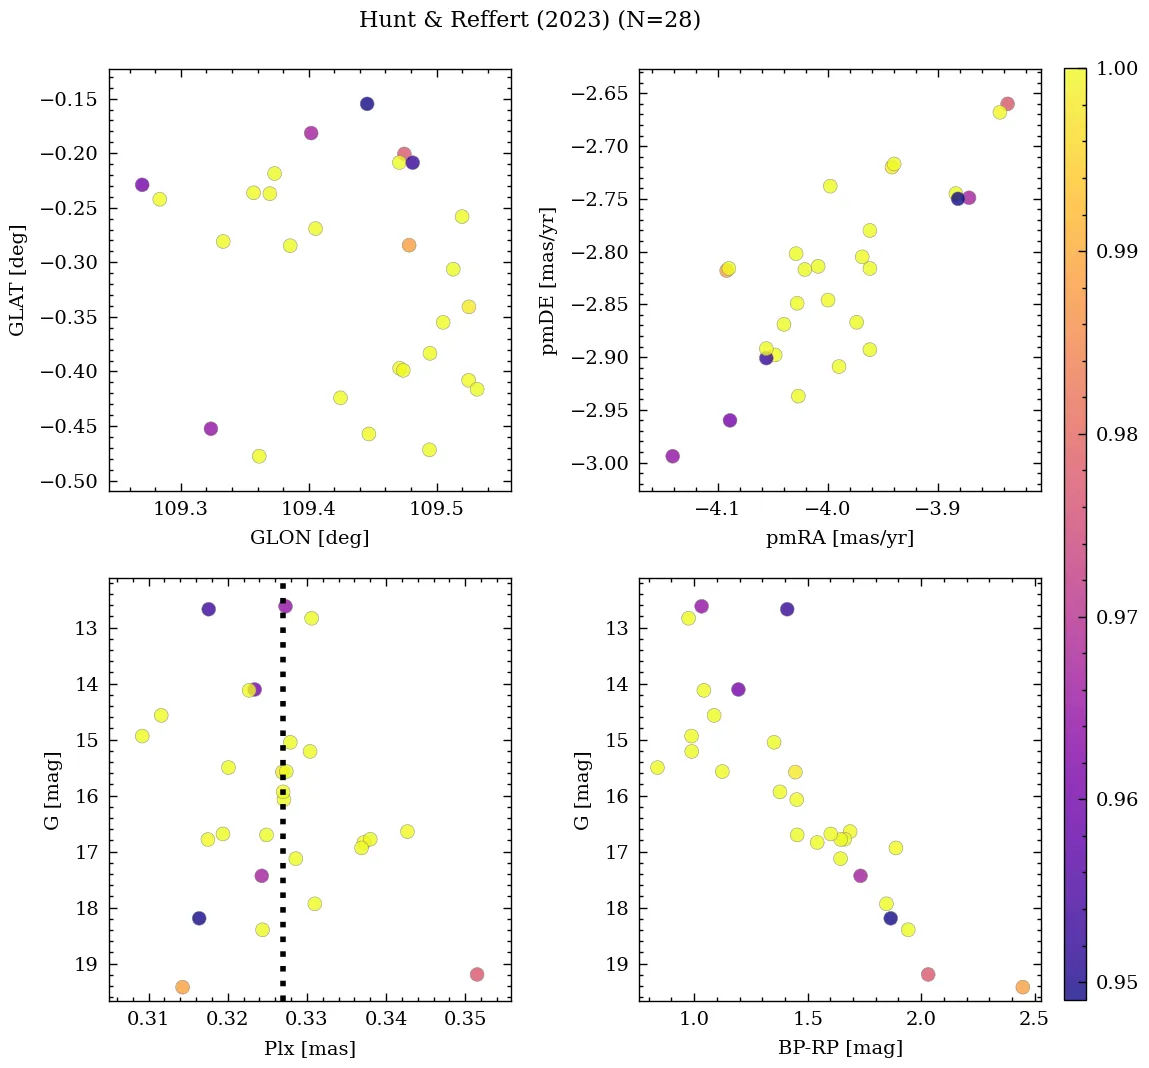 Hunt & Reffert (2023) (N=28)
−0.15
−0.20
−0.25
−0.30
−0.35
−0.40
−0.45
−0.50
GLAT [deg]
109.3 109.4 109.5
GLON [deg]
−2.65
−2.70
−2.75
−2.80
−2.85
−2.90
−2.95
−3.00
pmDE [mas/yr]
−4.1 −4.0 −3.9
pmRA [mas/yr]
13
14
15
16
17
18
19
G [mag]
0.31 0.32 0.33 0.34 0.35
Plx [mas]
13
14
15
16
17
18
19
G [mag]
1.0 1.5 2.0 2.5
BP-RP [mag]
1.00
0.99
0.98
0.97
0.96
0.95